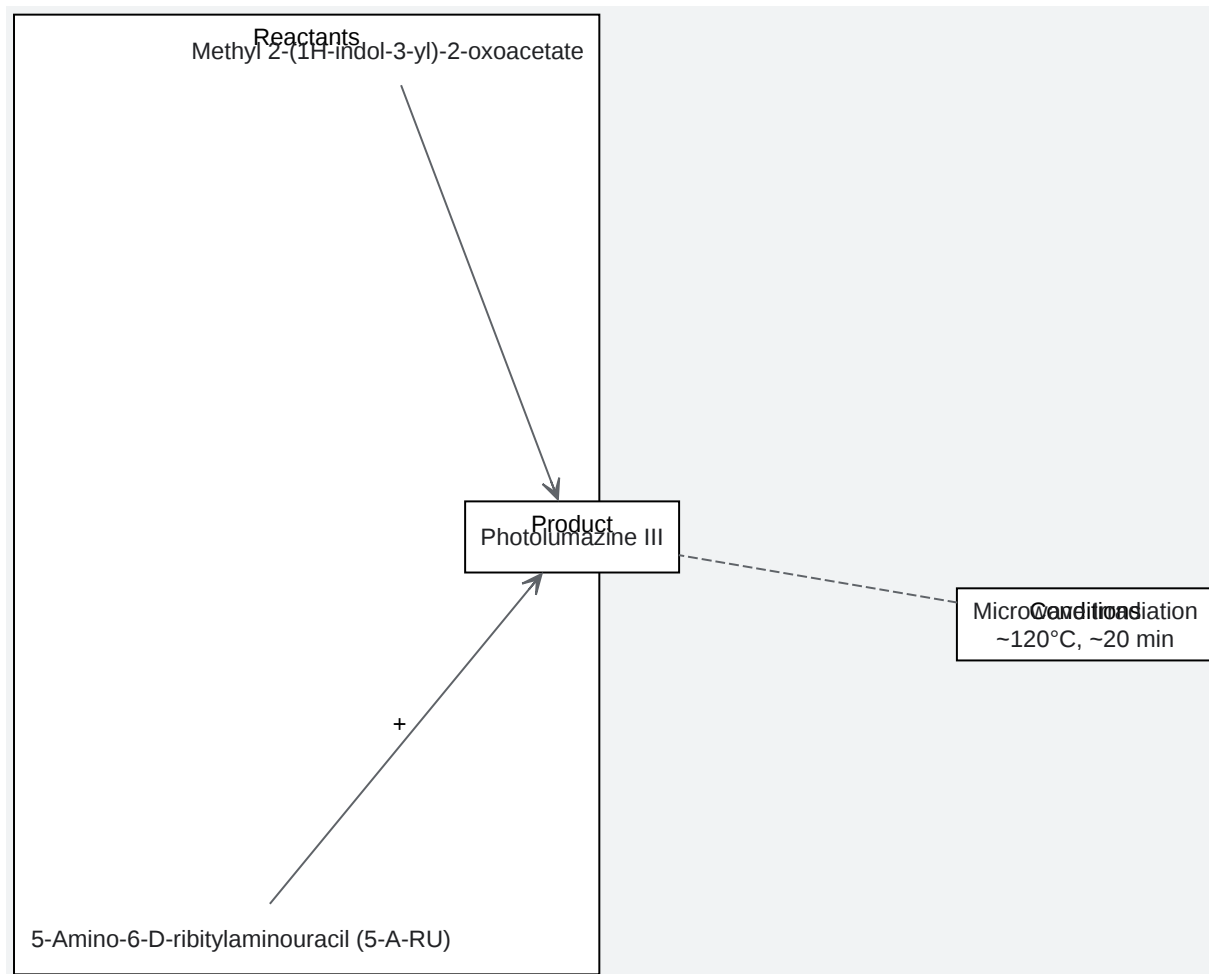 Reactants
Methyl 2-(1H-indol-3-yl)-2-oxoacetate
Product
Photolumazine III
Conditions
Microwave Irradiation
~120°C, ~20 min
+
5-Amino-6-D-ribitylaminouracil (5-A-RU)